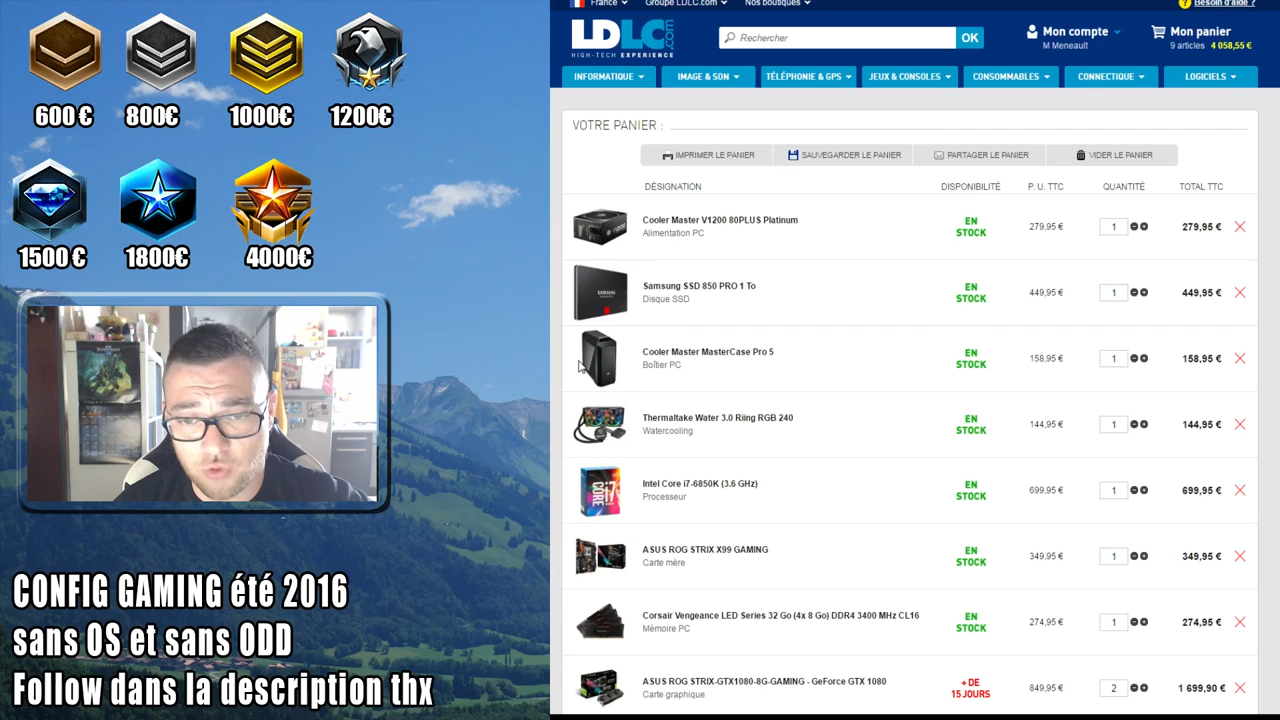 600€ 800€ 1000€ 1200€
1500€ 1800€ 4000€
CONFIG GAMING été 2016
sans OS et sans ODD
Follow dans la description thx
France Groupe LDLC.com Nos boutiques ? Besoin d'aide ?
LDLC.com
HIGH-TECH EXPERIENCE
Rechercher OK
Mon compte
M Meneault
Mon panier
9 articles 4 058,55 €
INFORMATIQUE IMAGE & SON TÉLÉPHONIE & GPS JEUX & CONSOLES CONSOMMABLES CONNECTIQUE LOGICIELS
VOTRE PANIER :
IMPRIMER LE PANIER SAUVEGARDER LE PANIER PARTAGER LE PANIER VIDER LE PANIER
DÉSIGNATION DISPONIBILITÉ P. U. TTC QUANTITÉ TOTAL TTC
Cooler Master V1200 80PLUS Platinum
Alimentation PC
EN
STOCK
279,95 € 1 279,95 €
Samsung SSD 850 PRO 1 To
Disque SSD
EN
STOCK
449,95 € 1 449,95 €
Cooler Master MasterCase Pro 5
Boîtier PC
EN
STOCK
158,95 € 1 158,95 €
Thermaltake Water 3.0 Riing RGB 240
Watercooling
EN
STOCK
144,95 € 1 144,95 €
Intel Core i7-6850K (3.6 GHz)
Processeur
EN
STOCK
699,95 € 1 699,95 €
ASUS ROG STRIX X99 GAMING
Carte mère
EN
STOCK
349,95 € 1 349,95 €
Corsair Vengeance LED Series 32 Go (4x 8 Go) DDR4 3400 MHz CL16
Mémoire PC
EN
STOCK
274,95 € 1 274,95 €
ASUS ROG STRIX-GTX1080-8G-GAMING - GeForce GTX 1080
Carte graphique
+ DE
15 JOURS
849,95 € 2 1 699,90 €